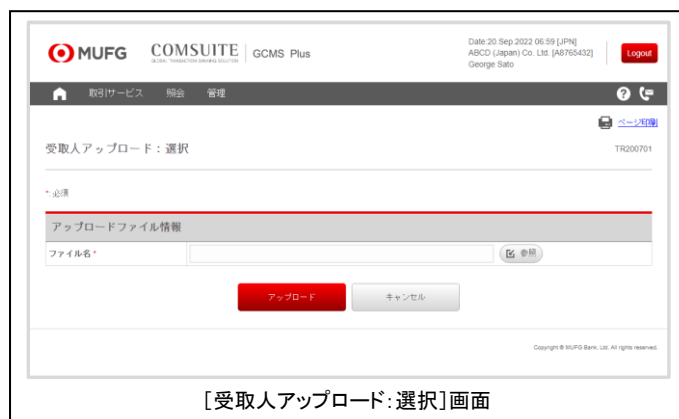 MUFG
COMSUITE
GLOBAL TRANSACTION BANKING SOLUTION
GCMS Plus
Date:20.Sep.2022 06:59 [JPN]
ABCD (Japan) Co. Ltd. [A8765432]
George Sato
Logout
取引サービス 照会 管理
ページ印刷
受取人アップロード：選択
TR200701
*:必須
アップロードファイル情報
ファイル名*
参照
アップロード
キャンセル
Copyright © MUFG Bank, Ltd. All rights reserved.
[受取人アップロード：選択]画面